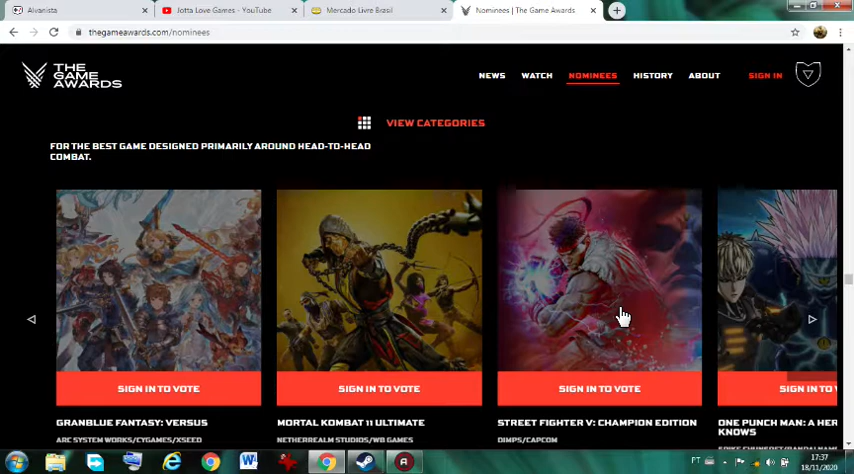 Alvanista
Jotta Love Games - YouTube
Mercado Livre Brasil
Nominees | The Game Awards
thegameawards.com/nominees
THE
GAME
AWARDS
NEWS WATCH NOMINEES HISTORY ABOUT SIGN IN
VIEW CATEGORIES
FOR THE BEST GAME DESIGNED PRIMARILY AROUND HEAD-TO-HEAD
COMBAT.
SIGN IN TO VOTE SIGN IN TO VOTE SIGN IN TO VOTE SIGN IN TO
GRANBLUE FANTASY: VERSUS MORTAL KOMBAT 11 ULTIMATE STREET FIGHTER V: CHAMPION EDITION ONE PUNCH MAN: A HER
KNOWS
ARC SYSTEM WORKS/CYGAMES/XSEED NETHERREALM STUDIOS/WB GAMES DIMPS/CAPCOM
PT
17:37
18/11/2020